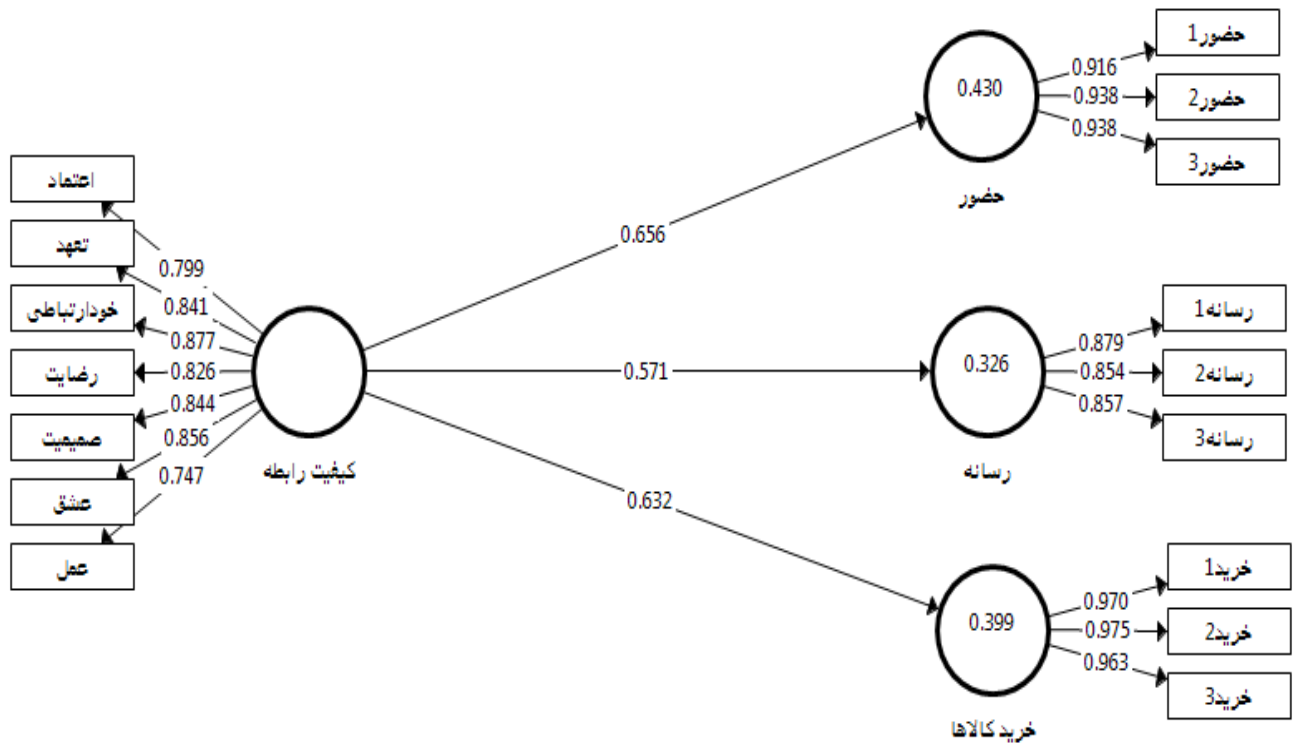 اعتماد
تعهد
خودارتباطی
رضایت
صمیمیت
عشق
عمل
0.799
0.841
0.877
0.826
0.844
0.856
0.747
کیفیت رابطه
0.656
0.571
0.632
0.430
حضور
0.916
0.938
0.938
حضور1
حضور2
حضور3
0.326
رسانه
0.879
0.854
0.857
رسانه1
رسانه2
رسانه3
0.399
خرید کالاها
0.970
0.975
0.963
خرید1
خرید2
خرید3